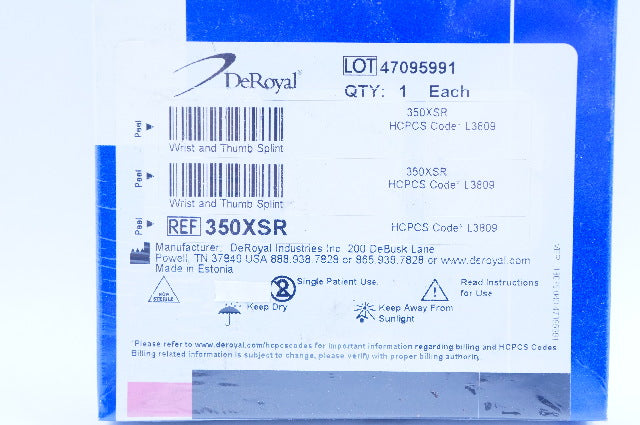 DeRoyal®
LOT 47095991
QTY: 1 Each
Peel
350XSR
HCPCS Code* L3809
Wrist and Thumb Splint
Peel
350XSR
HCPCS Code* L3809
Wrist and Thumb Splint
Peel
REF 350XSR
HCPCS Code* L3809
Manufacturer: DeRoyal Industries Inc. 200 DeBusk Lane
Powell, TN 37849 USA 888.938.7828 or 865.938.7828 or www.deroyal.com
Made in Estonia
NON STERILE
2
Single Patient Use.
Read Instructions
for Use
Keep Dry
Keep Away From
Sunlight
*Please refer to www.deroyal.com/hcpcscodes for important information regarding billing and HCPCS Codes
Billing related information is subject to change, please verify with proper billing authority.